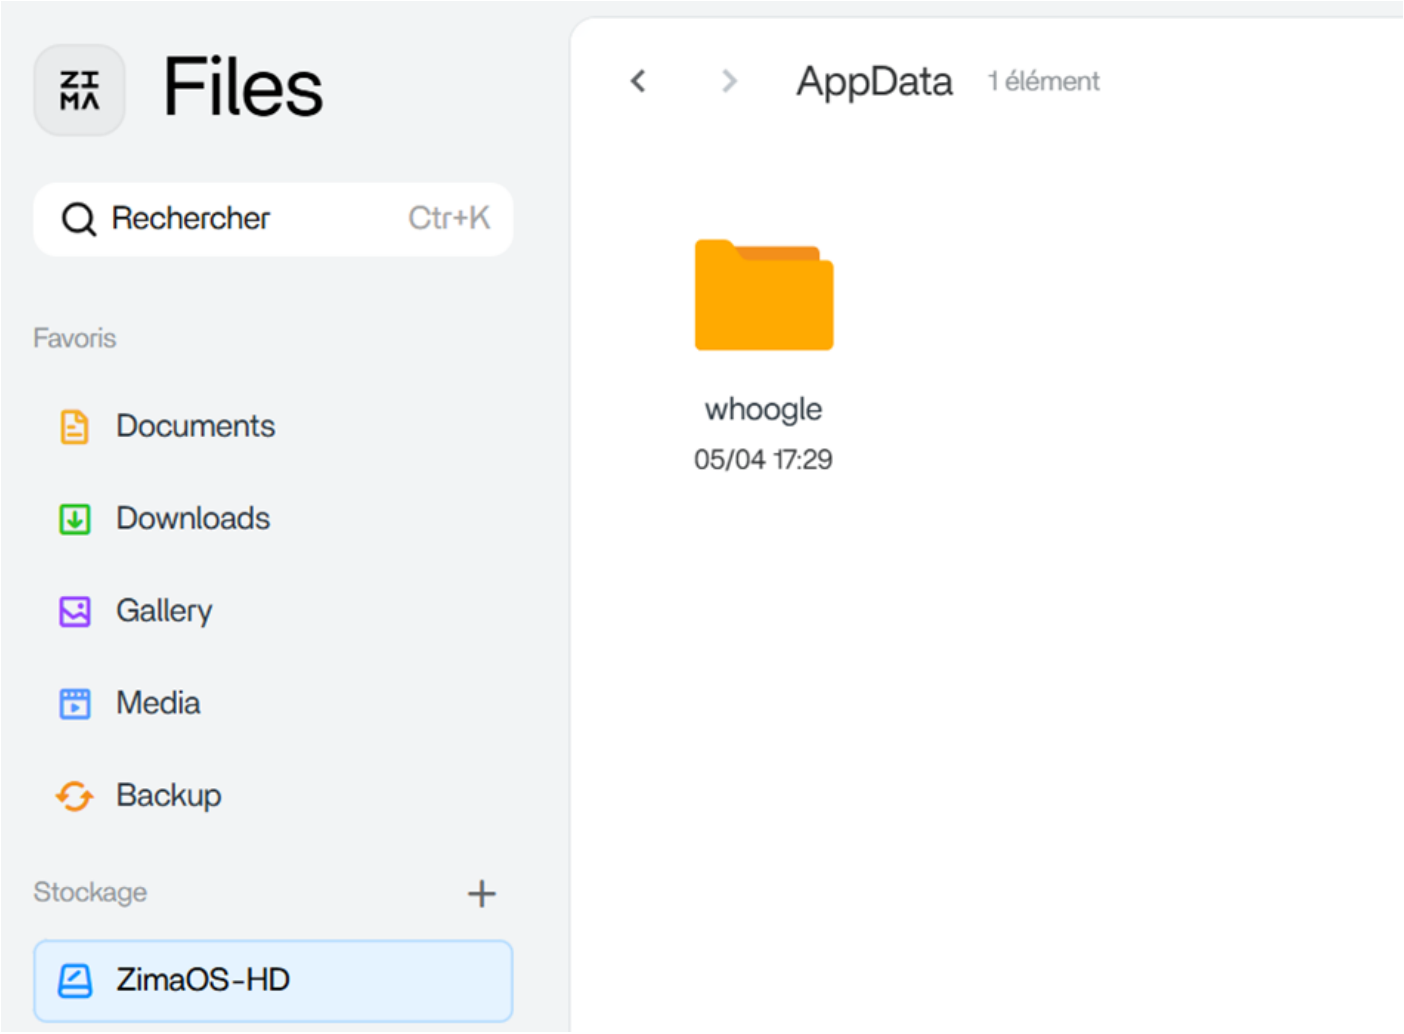 ZI
MA
Files
Rechercher Ctr+K
Favoris
Documents
Downloads
Gallery
Media
Backup
Stockage
ZimaOS-HD
AppData 1 élément
whoogle
05/04 17:29